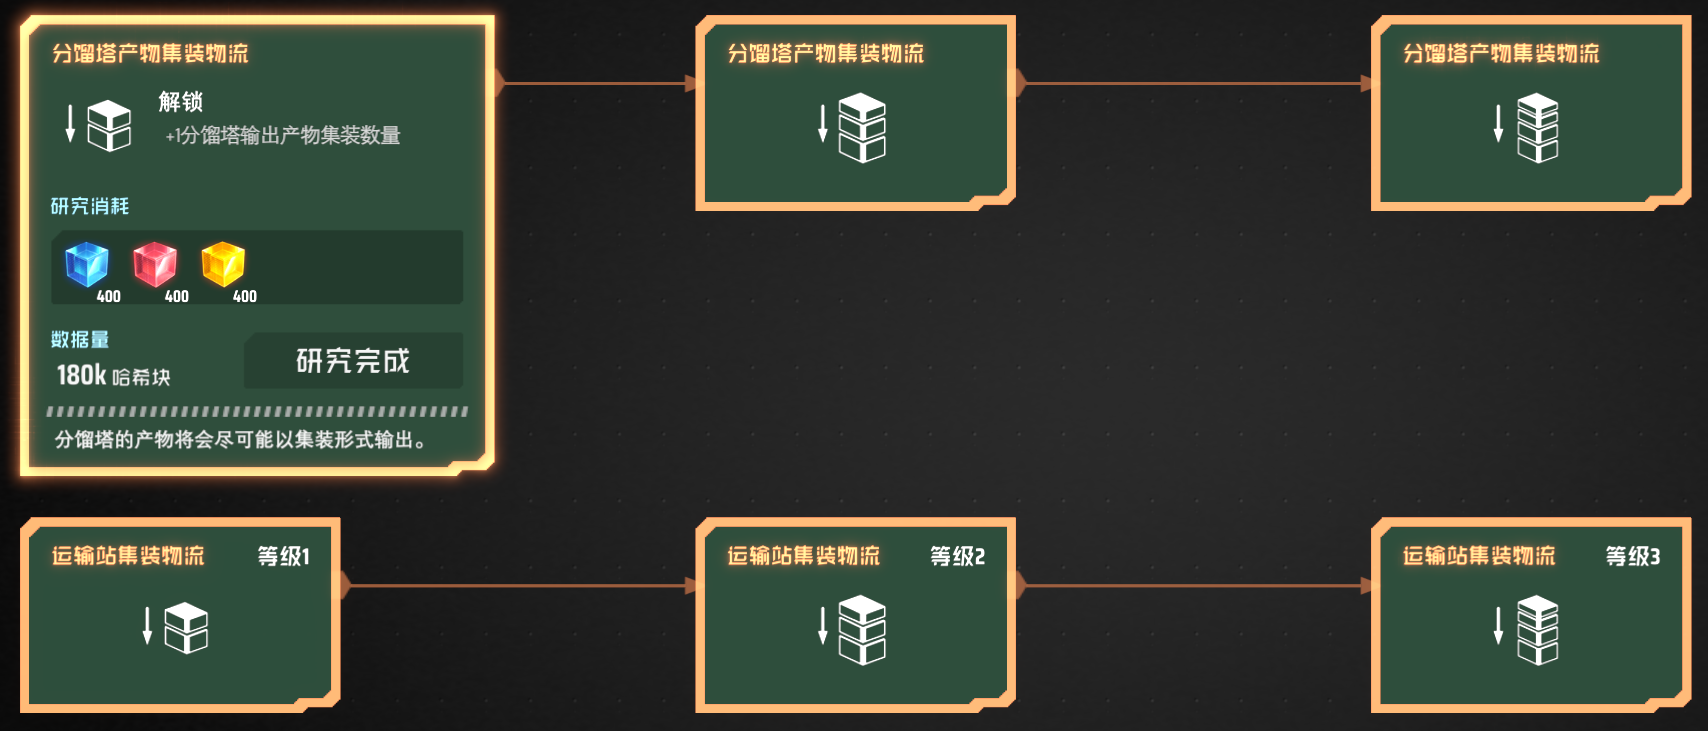 分馏塔产物集装物流
解锁
+1分馏塔输出产物集装数量
研究消耗
400 400 400
数据量
180k 哈希块
研究完成
分馏塔的产物将会尽可能以集装形式输出。
分馏塔产物集装物流
分馏塔产物集装物流
运输站集装物流 等级1
运输站集装物流 等级2
运输站集装物流 等级3